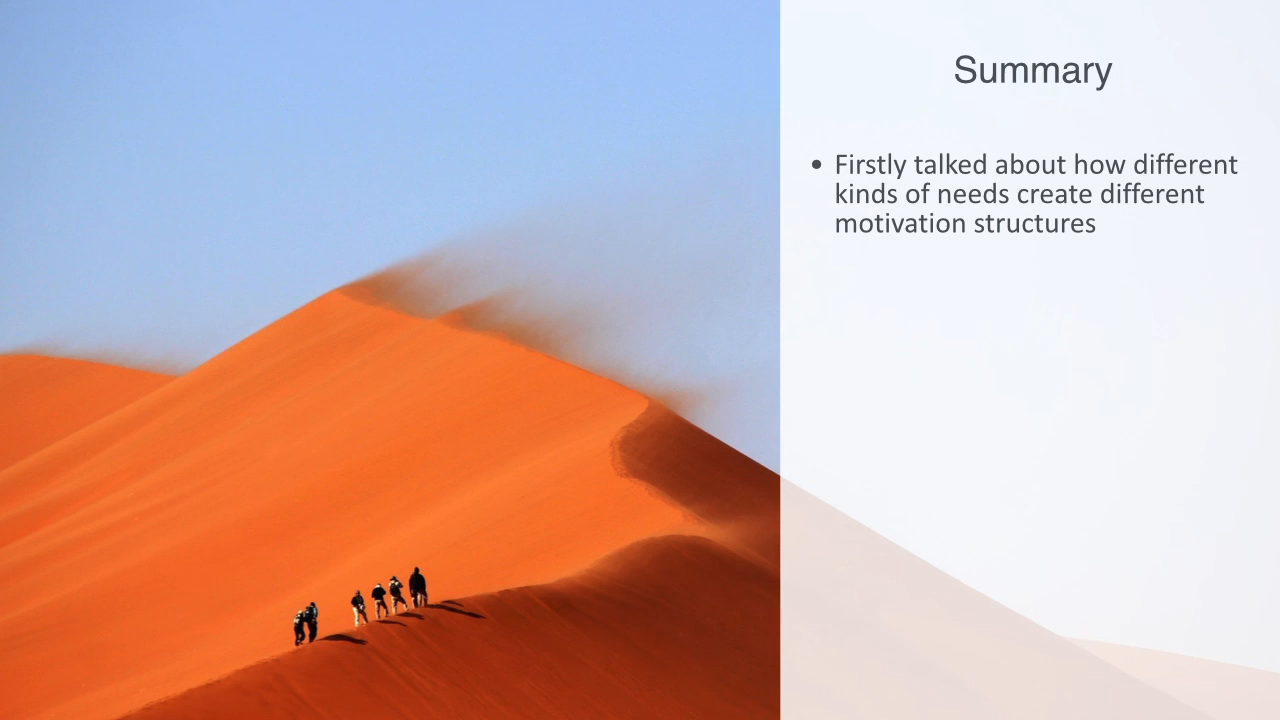 Summary
• Firstly talked about how different
kinds of needs create different
motivation structures